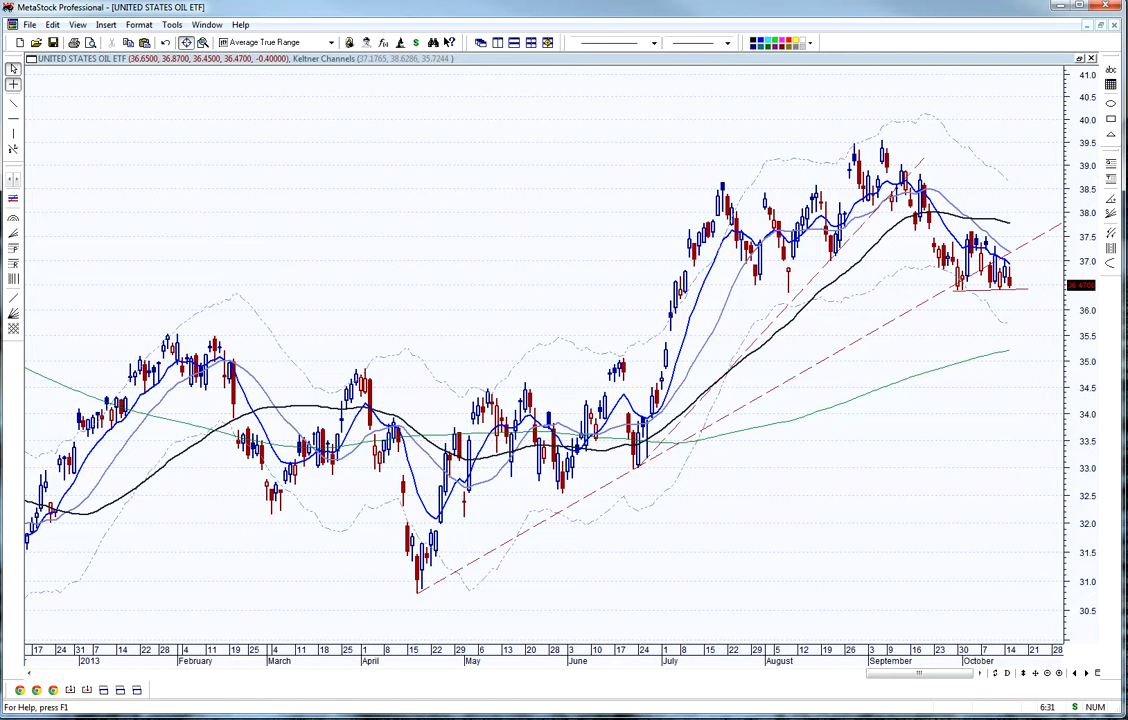 MetaStock Professional - [UNITED STATES OIL ETF]
File Edit View Insert Format Tools Window Help
Average True Range
UNITED STATES OIL ETF (36.6500, 36.8700, 36.4500, 36.4700, -0.40000), Keltner Channels (37.1765, 38.6286, 35.7244 )
abc
41.0
40.5
40.0
39.5
39.0
38.5
38.0
37.5
37.0
36.4700
36.0
35.5
35.0
34.5
34.0
33.5
33.0
32.5
32.0
31.5
31.0
30.5
17 24 31 7 14 22 28 4 11 19 25 4 11 18 25 1 8 15 22 29 6 13 20 28 3 10 17 24 1 8 15 22 29 5 12 19 26 3 9 16 23 30 7 14 21 28
2013 February March April May June July August September October
D
For Help, press F1 6:31 S NUM